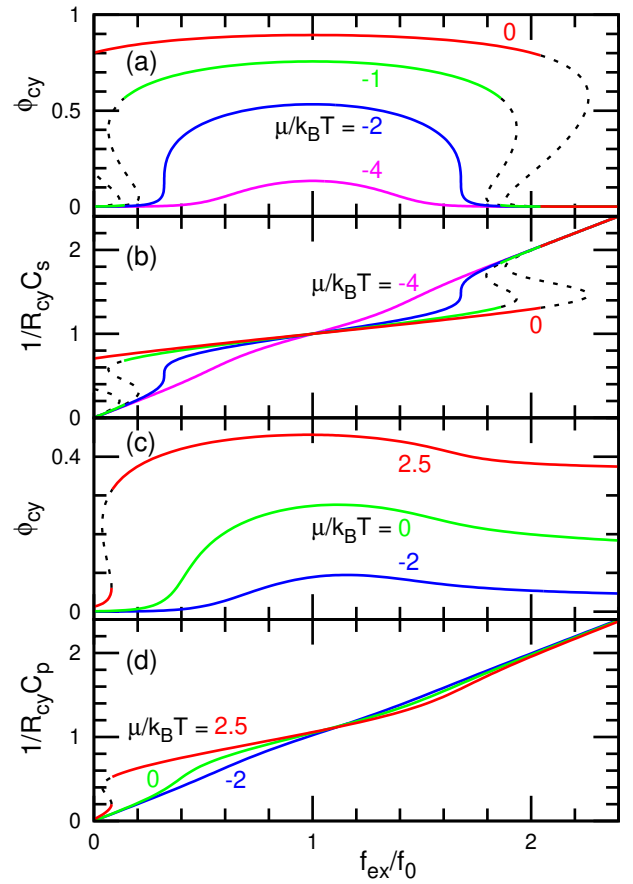 1
0.5
0
ϕcy
(a)
0
-1
μ/kBT = -2
-4
2
1
0
1/RcyCs
(b)
μ/kBT = -4
0
0.4
0
ϕcy
(c)
2.5
μ/kBT = 0
-2
2
1
0
1/RcyCp
(d)
μ/kBT = 2.5
0
-2
0 1 2
fex/f0